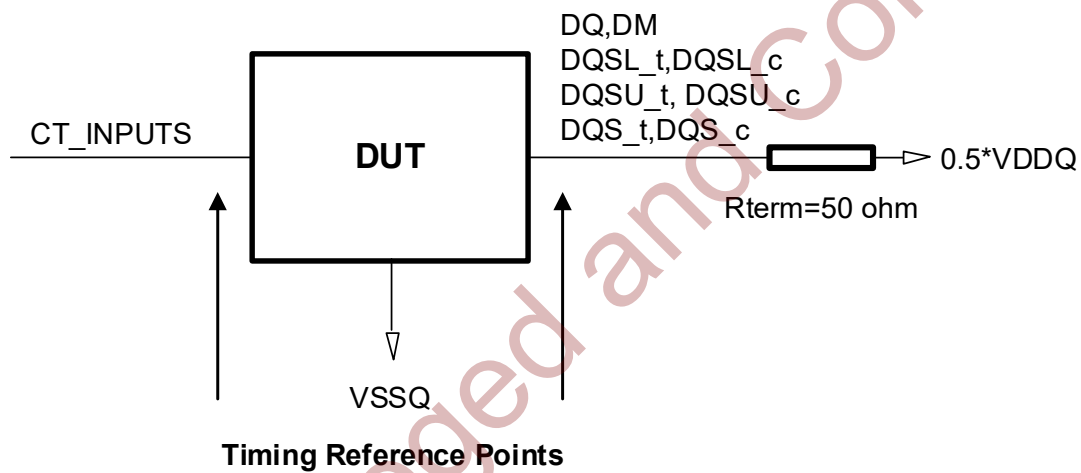 DQ,DM
DQSL_t,DQSL_c
DQSU_t, DQSU_c
DQS_t,DQS_c
CT_INPUTS
DUT
0.5*VDDQ
Rterm=50 ohm
VSSQ
Timing Reference Points